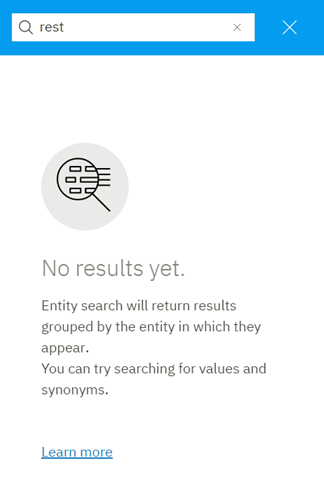 rest
No results yet.
Entity search will return results
grouped by the entity in which they
appear.
You can try searching for values and
synonyms.
Learn more